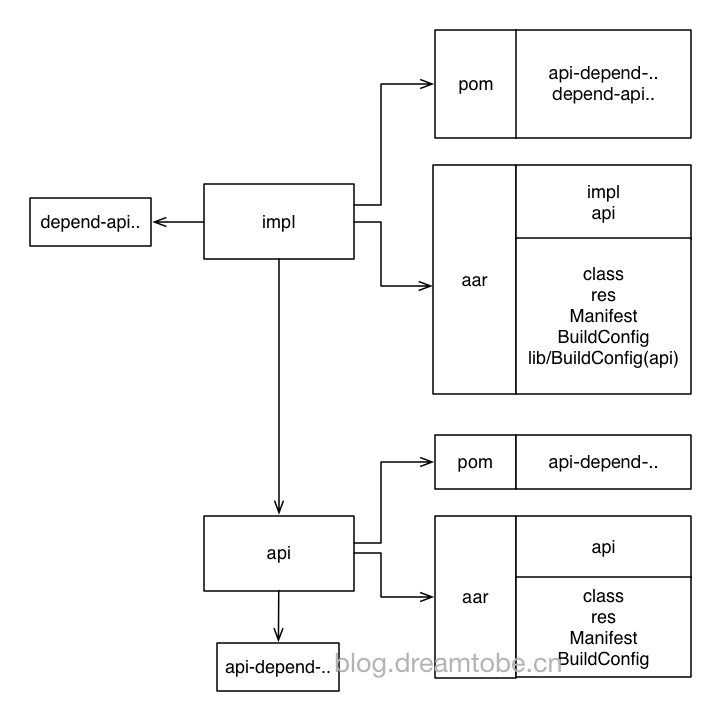 pom
api-depend-..
depend-api..
depend-api..
impl
aar
impl
api
class
res
Manifest
BuildConfig
lib/BuildConfig(api)
pom
api-depend-..
api
aar
api
class
res
Manifest
BuildConfig
api-depend-..
blog.dreamtobe.cn